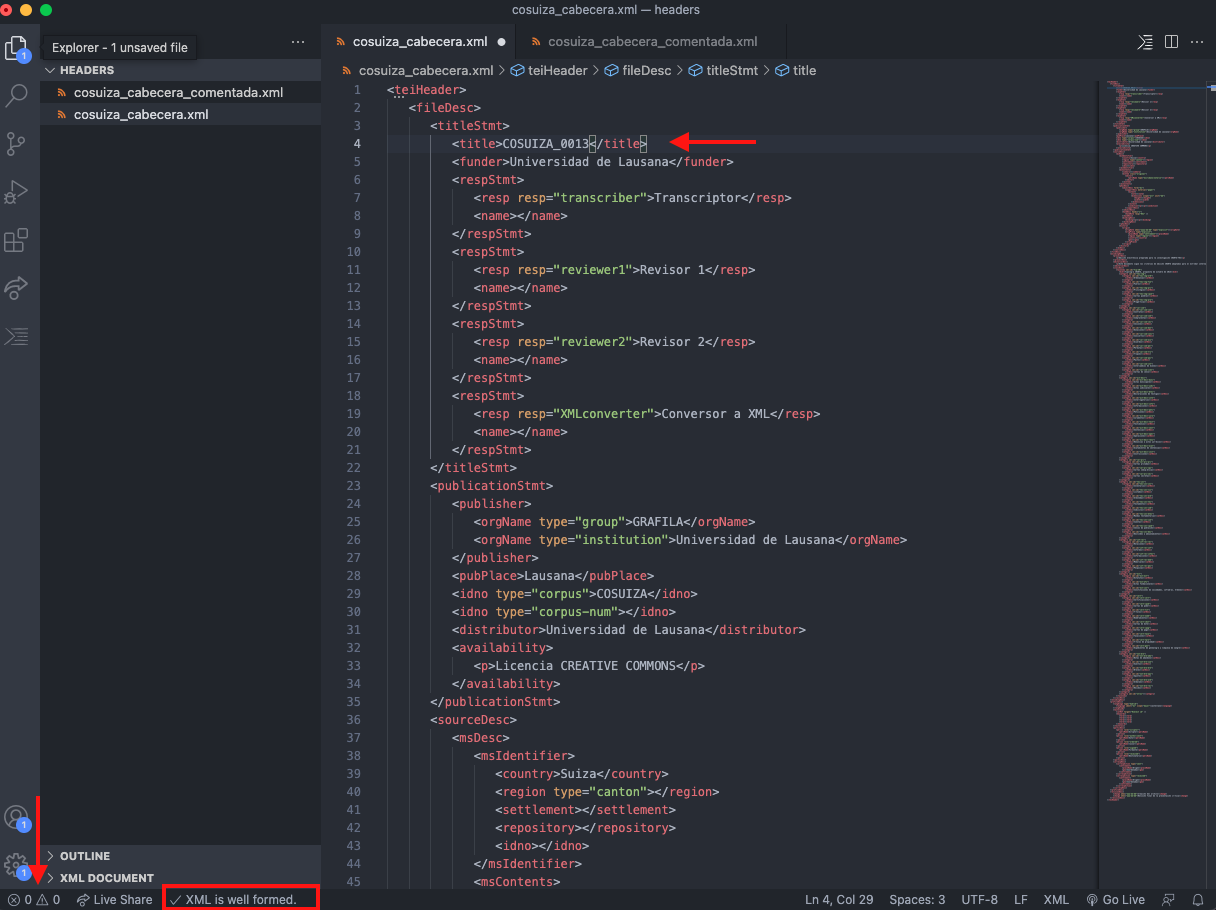 cosuiza_cabecera.xml — headers
Explorer - 1 unsaved file
1
HEADERS
cosuiza_cabecera_comentada.xml
cosuiza_cabecera.xml
cosuiza_cabecera.xml
cosuiza_cabecera_comentada.xml
cosuiza_cabecera.xml > teiHeader > fileDesc > titleStmt > title
1 <teiHeader>
2 <fileDesc>
3 <titleStmt>
4 <title>COSUIZA_0013</title>
5 <funder>Universidad de Lausana</funder>
6 <respStmt>
7 <resp resp="transcriber">Transcriptor</resp>
8 <name></name>
9 </respStmt>
10 <respStmt>
11 <resp resp="reviewer1">Revisor 1</resp>
12 <name></name>
13 </respStmt>
14 <respStmt>
15 <resp resp="reviewer2">Revisor 2</resp>
16 <name></name>
17 </respStmt>
18 <respStmt>
19 <resp resp="XMLconverter">Conversor a XML</resp>
20 <name></name>
21 </respStmt>
22 </titleStmt>
23 <publicationStmt>
24 <publisher>
25 <orgName type="group">GRAFILA</orgName>
26 <orgName type="institution">Universidad de Lausana</orgName>
27 </publisher>
28 <pubPlace>Lausana</pubPlace>
29 <idno type="corpus">COSUIZA</idno>
30 <idno type="corpus-num"></idno>
31 <distributor>Universidad de Lausana</distributor>
32 <availability>
33 <p>Licencia CREATIVE COMMONS</p>
34 </availability>
35 </publicationStmt>
36 <sourceDesc>
37 <msDesc>
38 <msIdentifier>
39 <country>Suiza</country>
40 <region type="canton"></region>
41 <settlement></settlement>
42 <repository></repository>
43 <idno></idno>
44 </msIdentifier>
45 <msContents>
1
1
OUTLINE
XML DOCUMENT
0 0 Live Share XML is well formed. Ln 4, Col 29 Spaces: 3 UTF-8 LF XML Go Live